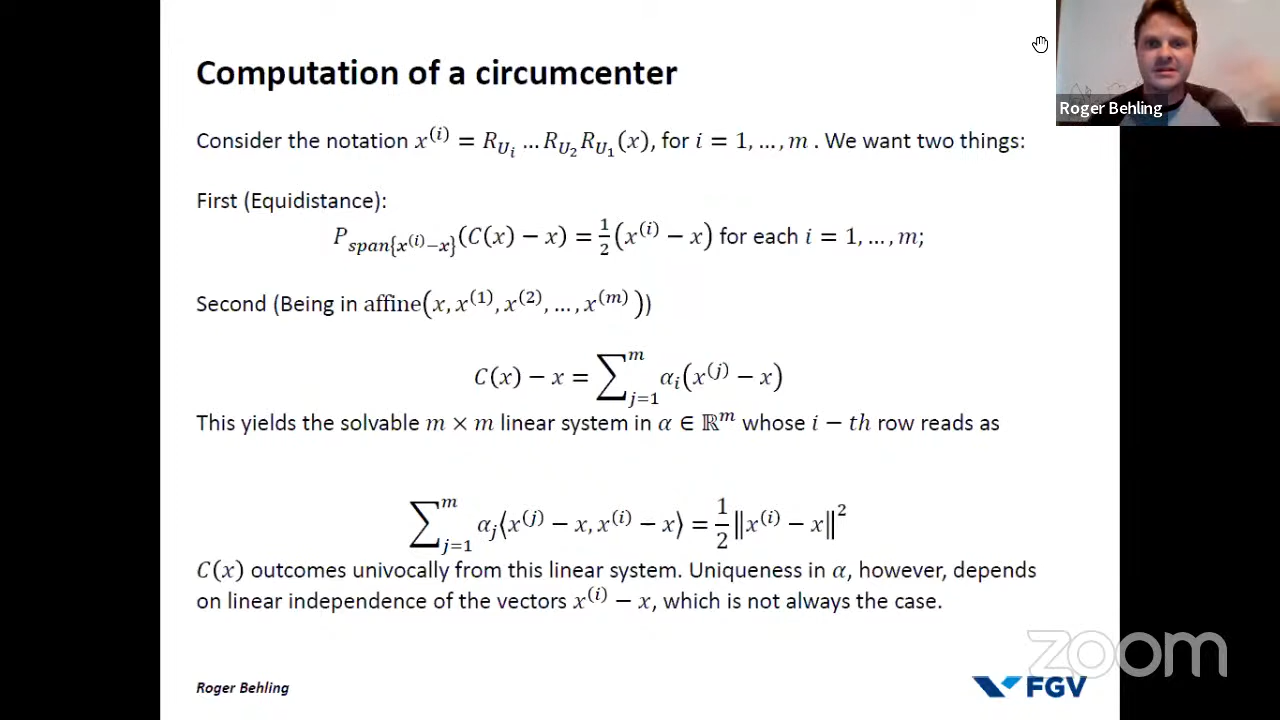 Computation of a circumcenter
Roger Behling
Consider the notation x^{(i)} = R_{U_i} … R_{U_2} R_{U_1}(x), for i = 1, …, m . We want two things:
First (Equidistance):
P_{span{x^{(i)}−x}}(C(x) − x) = \frac{1}{2}(x^{(i)} − x) for each i = 1, …, m;
Second (Being in affine(x, x^{(1)}, x^{(2)}, …, x^{(m)} ))
C(x) − x = ∑_{j=1}^{m} α_i(x^{(j)} − x)
This yields the solvable m × m linear system in α ∈ ℝ^m whose i − th row reads as
∑_{j=1}^{m} α_j⟨x^{(j)} − x, x^{(i)} − x⟩ = \frac{1}{2}‖x^{(i)} − x‖^2
C(x) outcomes univocally from this linear system. Uniqueness in α, however, depends
on linear independence of the vectors x^{(i)} − x, which is not always the case.
zoom
Roger Behling
FGV